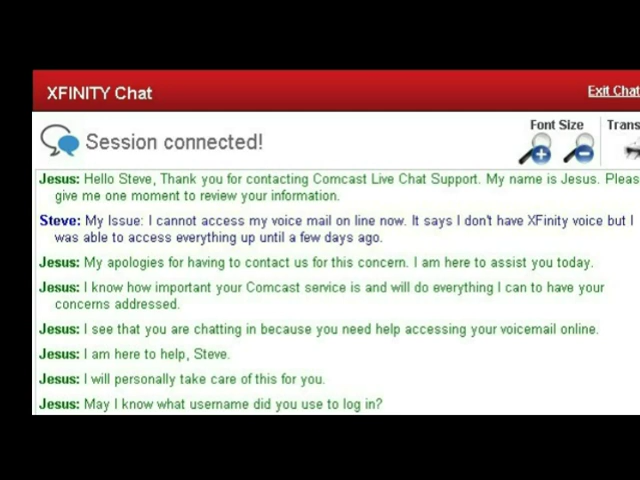 XFINITY Chat
Exit Chat
Session connected!
Font Size
Trans
Jesus: Hello Steve, Thank you for contacting Comcast Live Chat Support. My name is Jesus. Pleas
give me one moment to review your information.
Steve: My Issue: I cannot access my voice mail on line now. It says I don't have XFinity voice but I
was able to access everything up until a few days ago.
Jesus: My apologies for having to contact us for this concern. I am here to assist you today.
Jesus: I know how important your Comcast service is and will do everything I can to have your
concerns addressed.
Jesus: I see that you are chatting in because you need help accessing your voicemail online.
Jesus: I am here to help, Steve.
Jesus: I will personally take care of this for you.
Jesus: May I know what username did you use to log in?